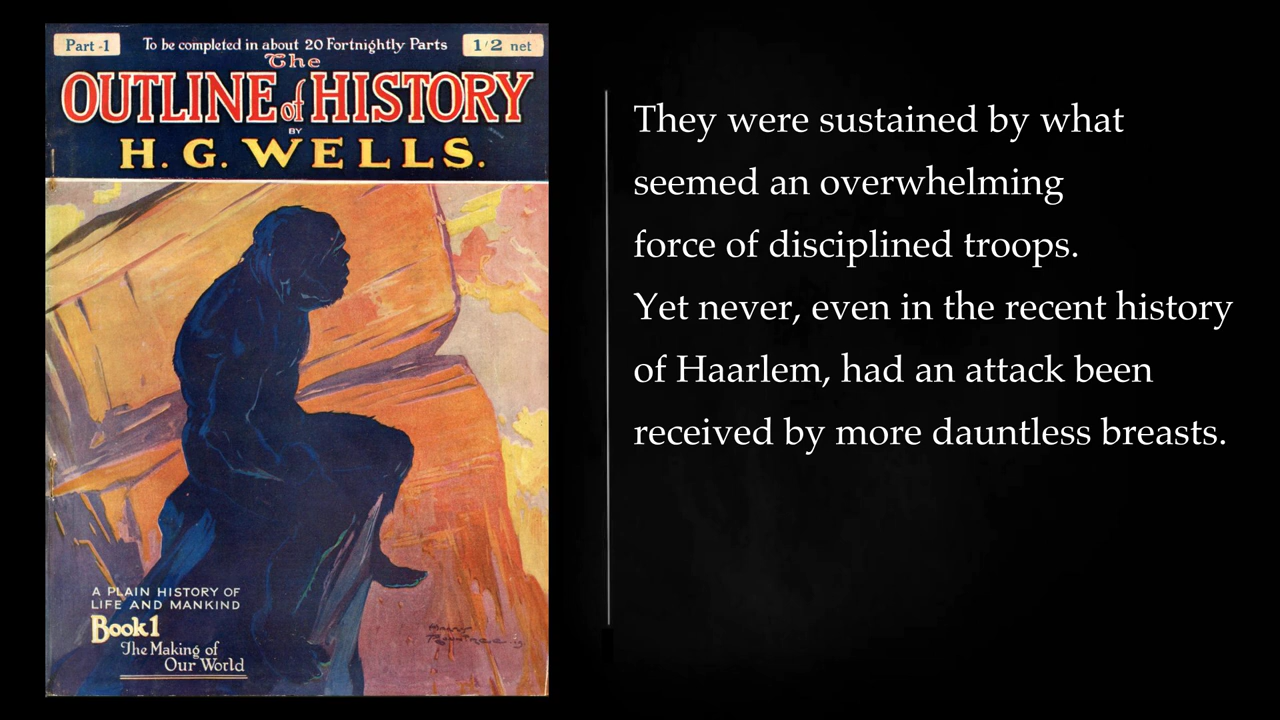 Part -1
To be completed in about 20 Fortnightly Parts
1/2 net
The
OUTLINE of HISTORY
BY
H. G. WELLS.
A PLAIN HISTORY OF
LIFE AND MANKIND
Book 1
The Making of
Our World
They were sustained by what
seemed an overwhelming
force of disciplined troops.
Yet never, even in the recent history
of Haarlem, had an attack been
received by more dauntless breasts.